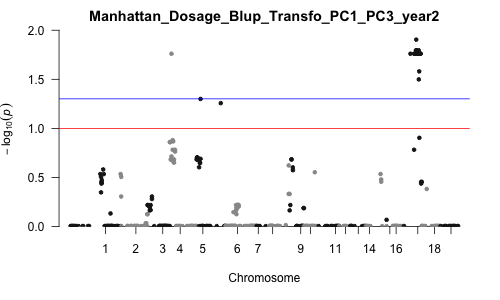 Manhattan_Dosage_Blup_Transfo_PC1_PC3_year2
2.0
1.5
1.0
0.5
0.0
− log10(p)
1 2 3 4 5 6 7 9 11 14 16 18
Chromosome